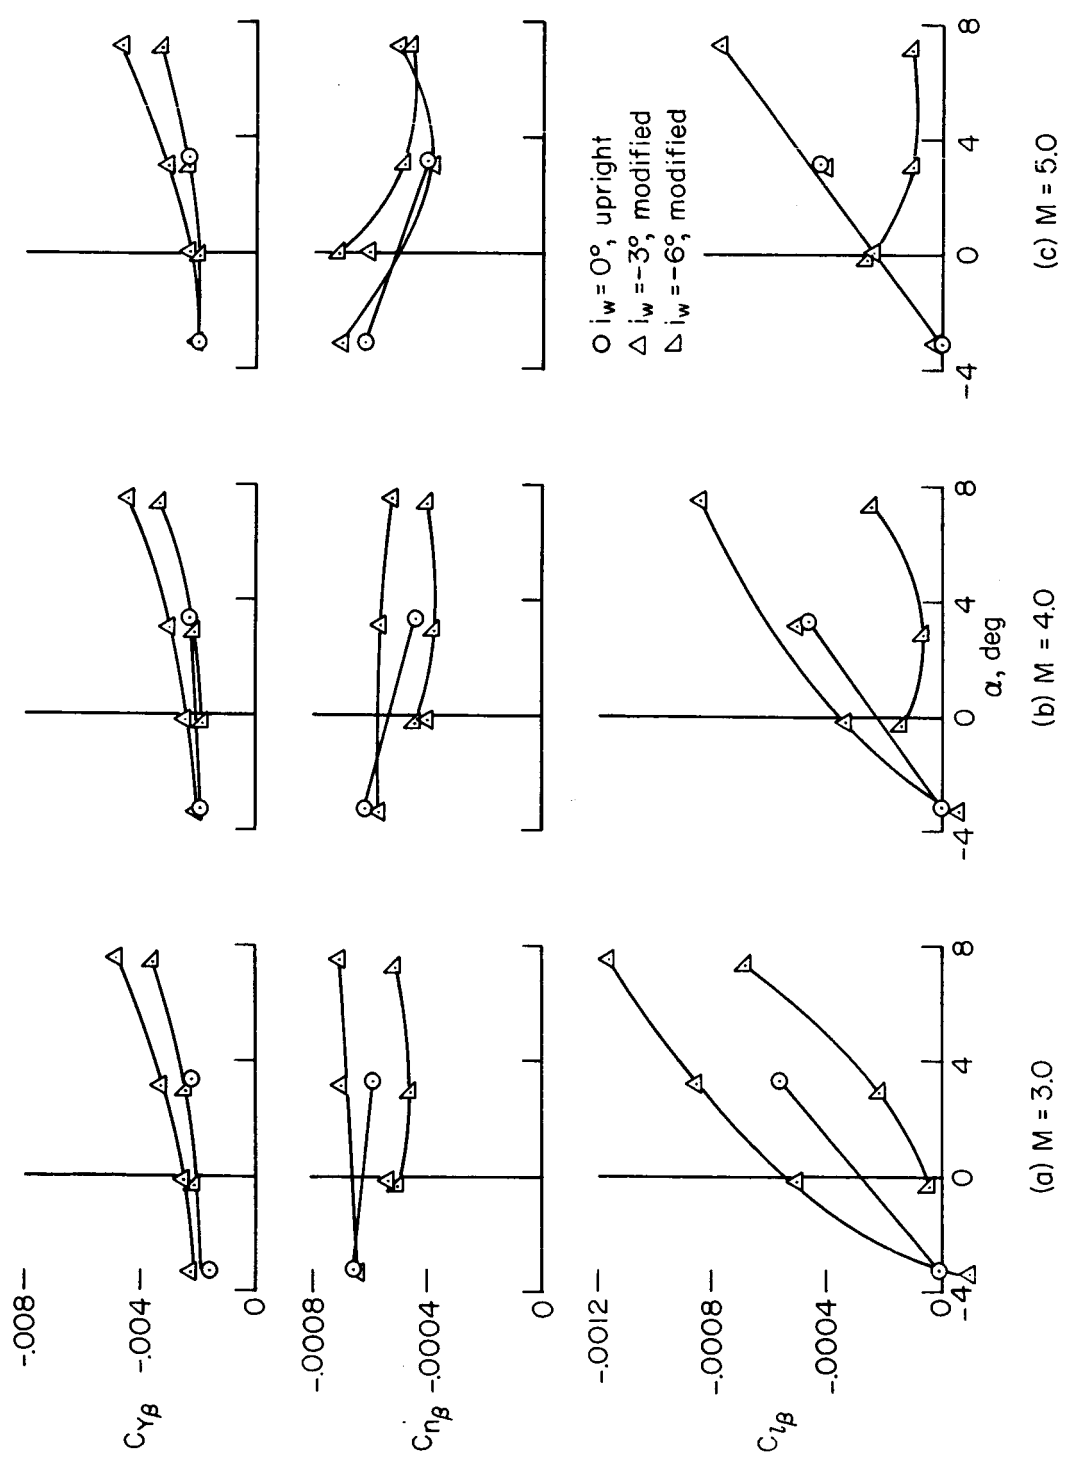 -.008
C_Yβ -.004
0
-.0008
C_nβ -.0004
0
○ i_w = 0°, upright
△ i_w = -3°, modified
◺ i_w = -6°, modified
-.0012
-.0008
C_lβ -.0004
0
-4 0 4 8
-4 0 4 8
-4 0 4 8
α, deg
(a) M = 3.0
(b) M = 4.0
(c) M = 5.0